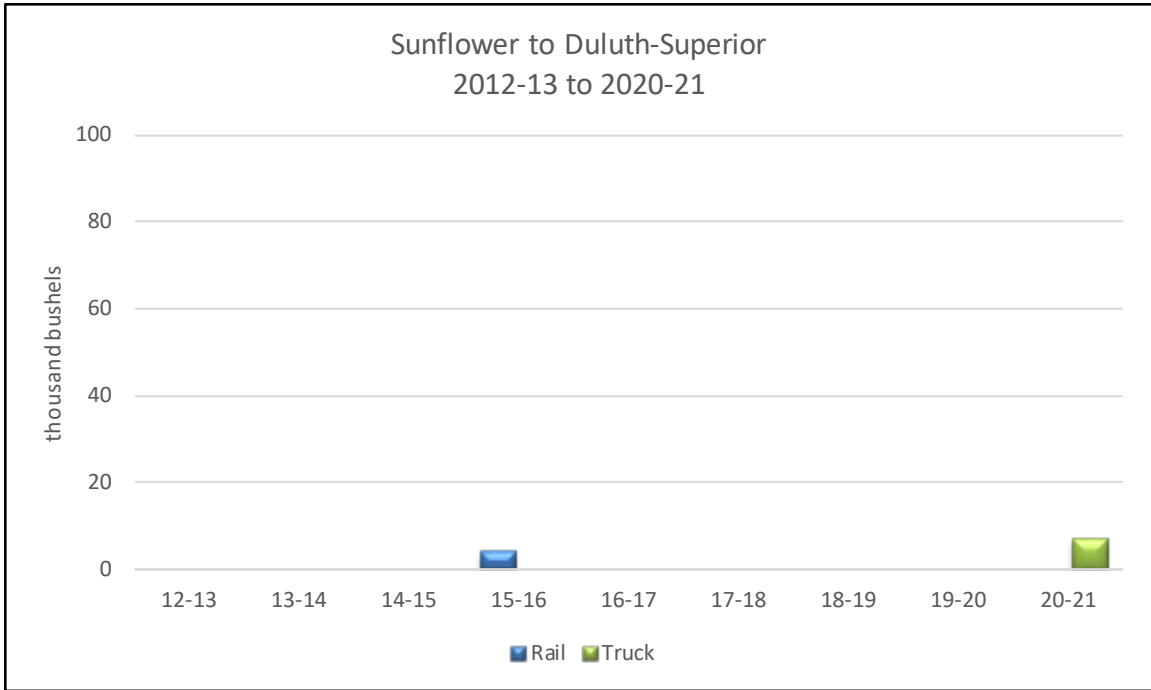 Sunflower to Duluth-Superior
2012-13 to 2020-21
thousand bushels
100
80
60
40
20
0
12-13 13-14 14-15 15-16 16-17 17-18 18-19 19-20 20-21
Rail Truck